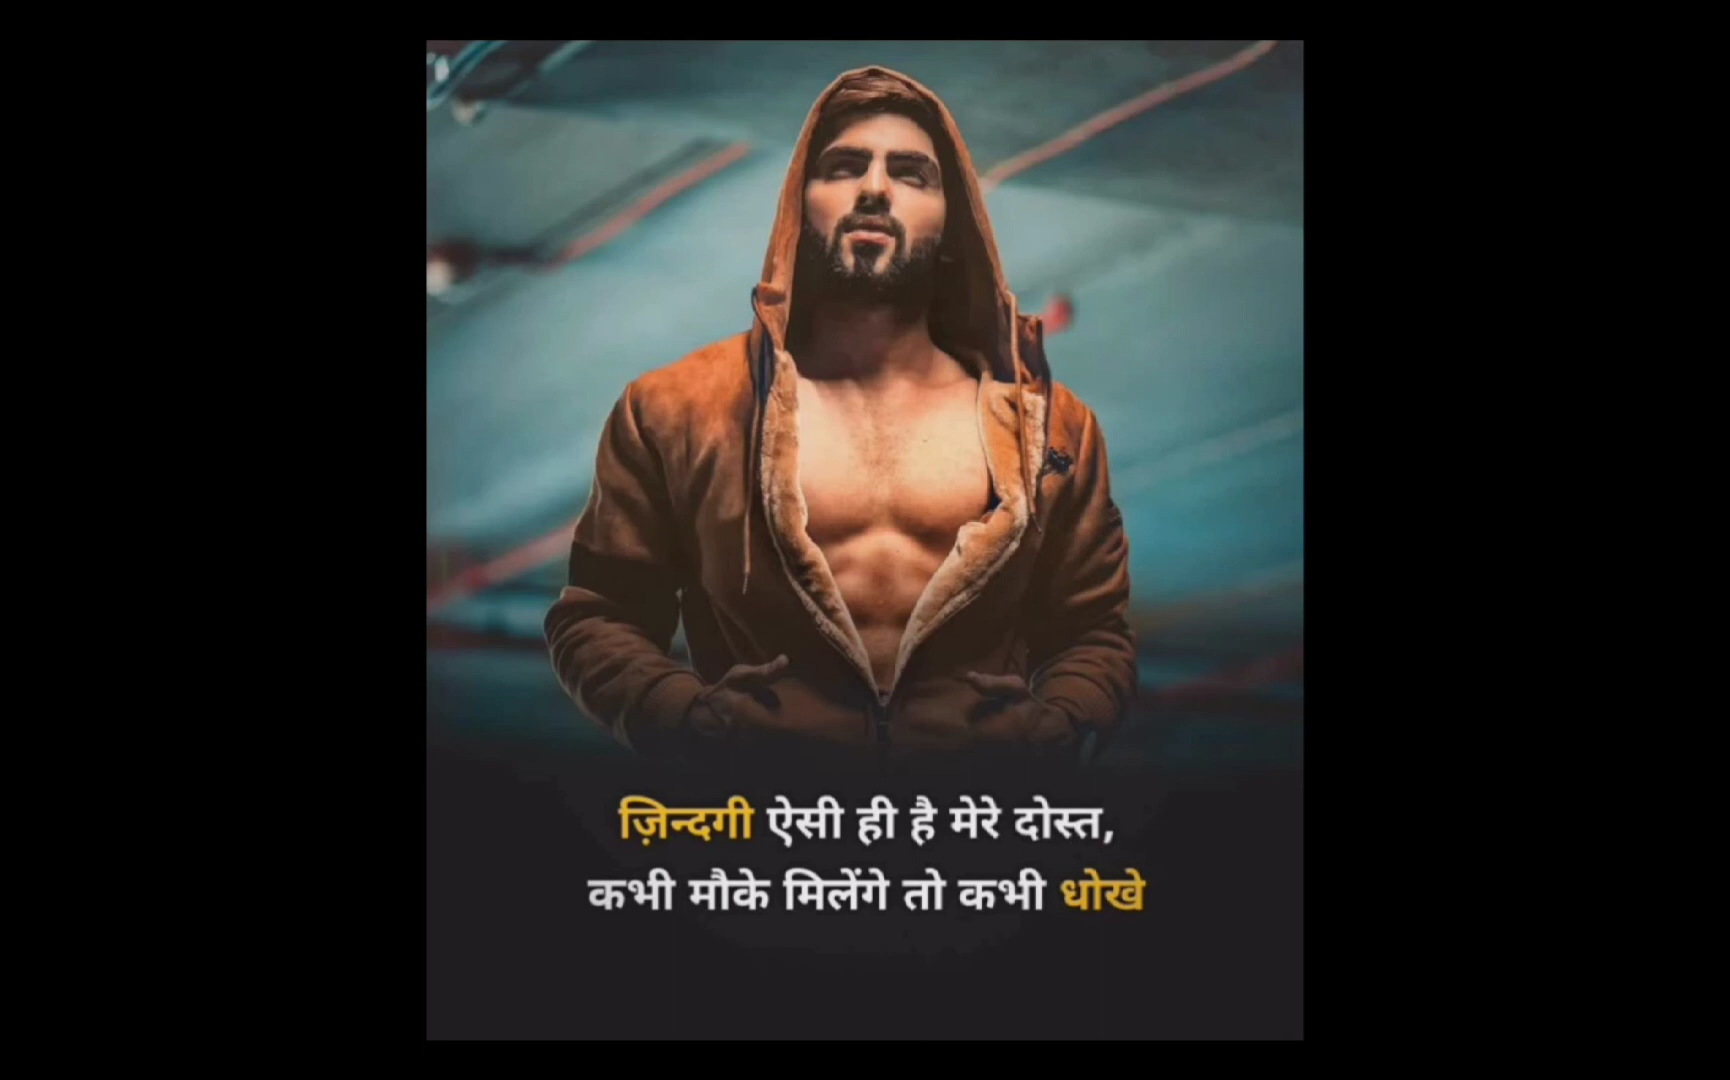 ज़िन्दगी ऐसी ही है मेरे दोस्त,
कभी मौके मिलेंगे तो कभी धोखे